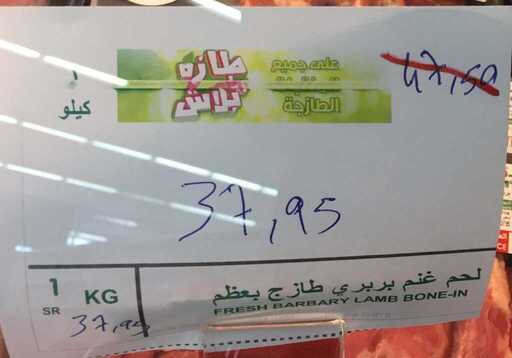 طازه على جميع 47,50
١
كيلو بلاش الطازجة
37,95
1 KG لحم غنم بربري طازج بعظم
SR FRESH BARBARY LAMB BONE-IN
37,95